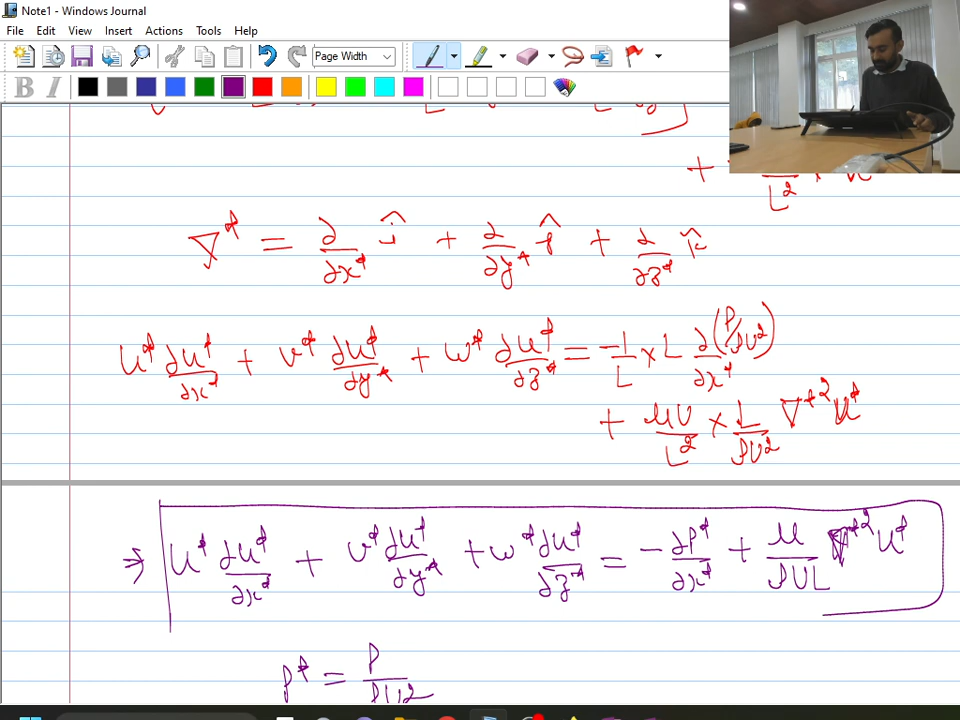 Note1 - Windows Journal
File Edit View Insert Actions Tools Help
Page Width
B I
∇* = ∂/∂x* î + ∂/∂y* ĵ + ∂/∂z* k̂
u* ∂u*/∂x* + v* ∂u*/∂y* + w* ∂u*/∂z* = -1/L × L ∂(P/ρU²)/∂x*
+ μU/L² × L/ρU² ∇*² u*
⇒ u* ∂u*/∂x* + v* ∂u*/∂y* + w* ∂u*/∂z* = - ∂P*/∂x* + μ/ρUL ∇*² u*
P* = P/ρU²